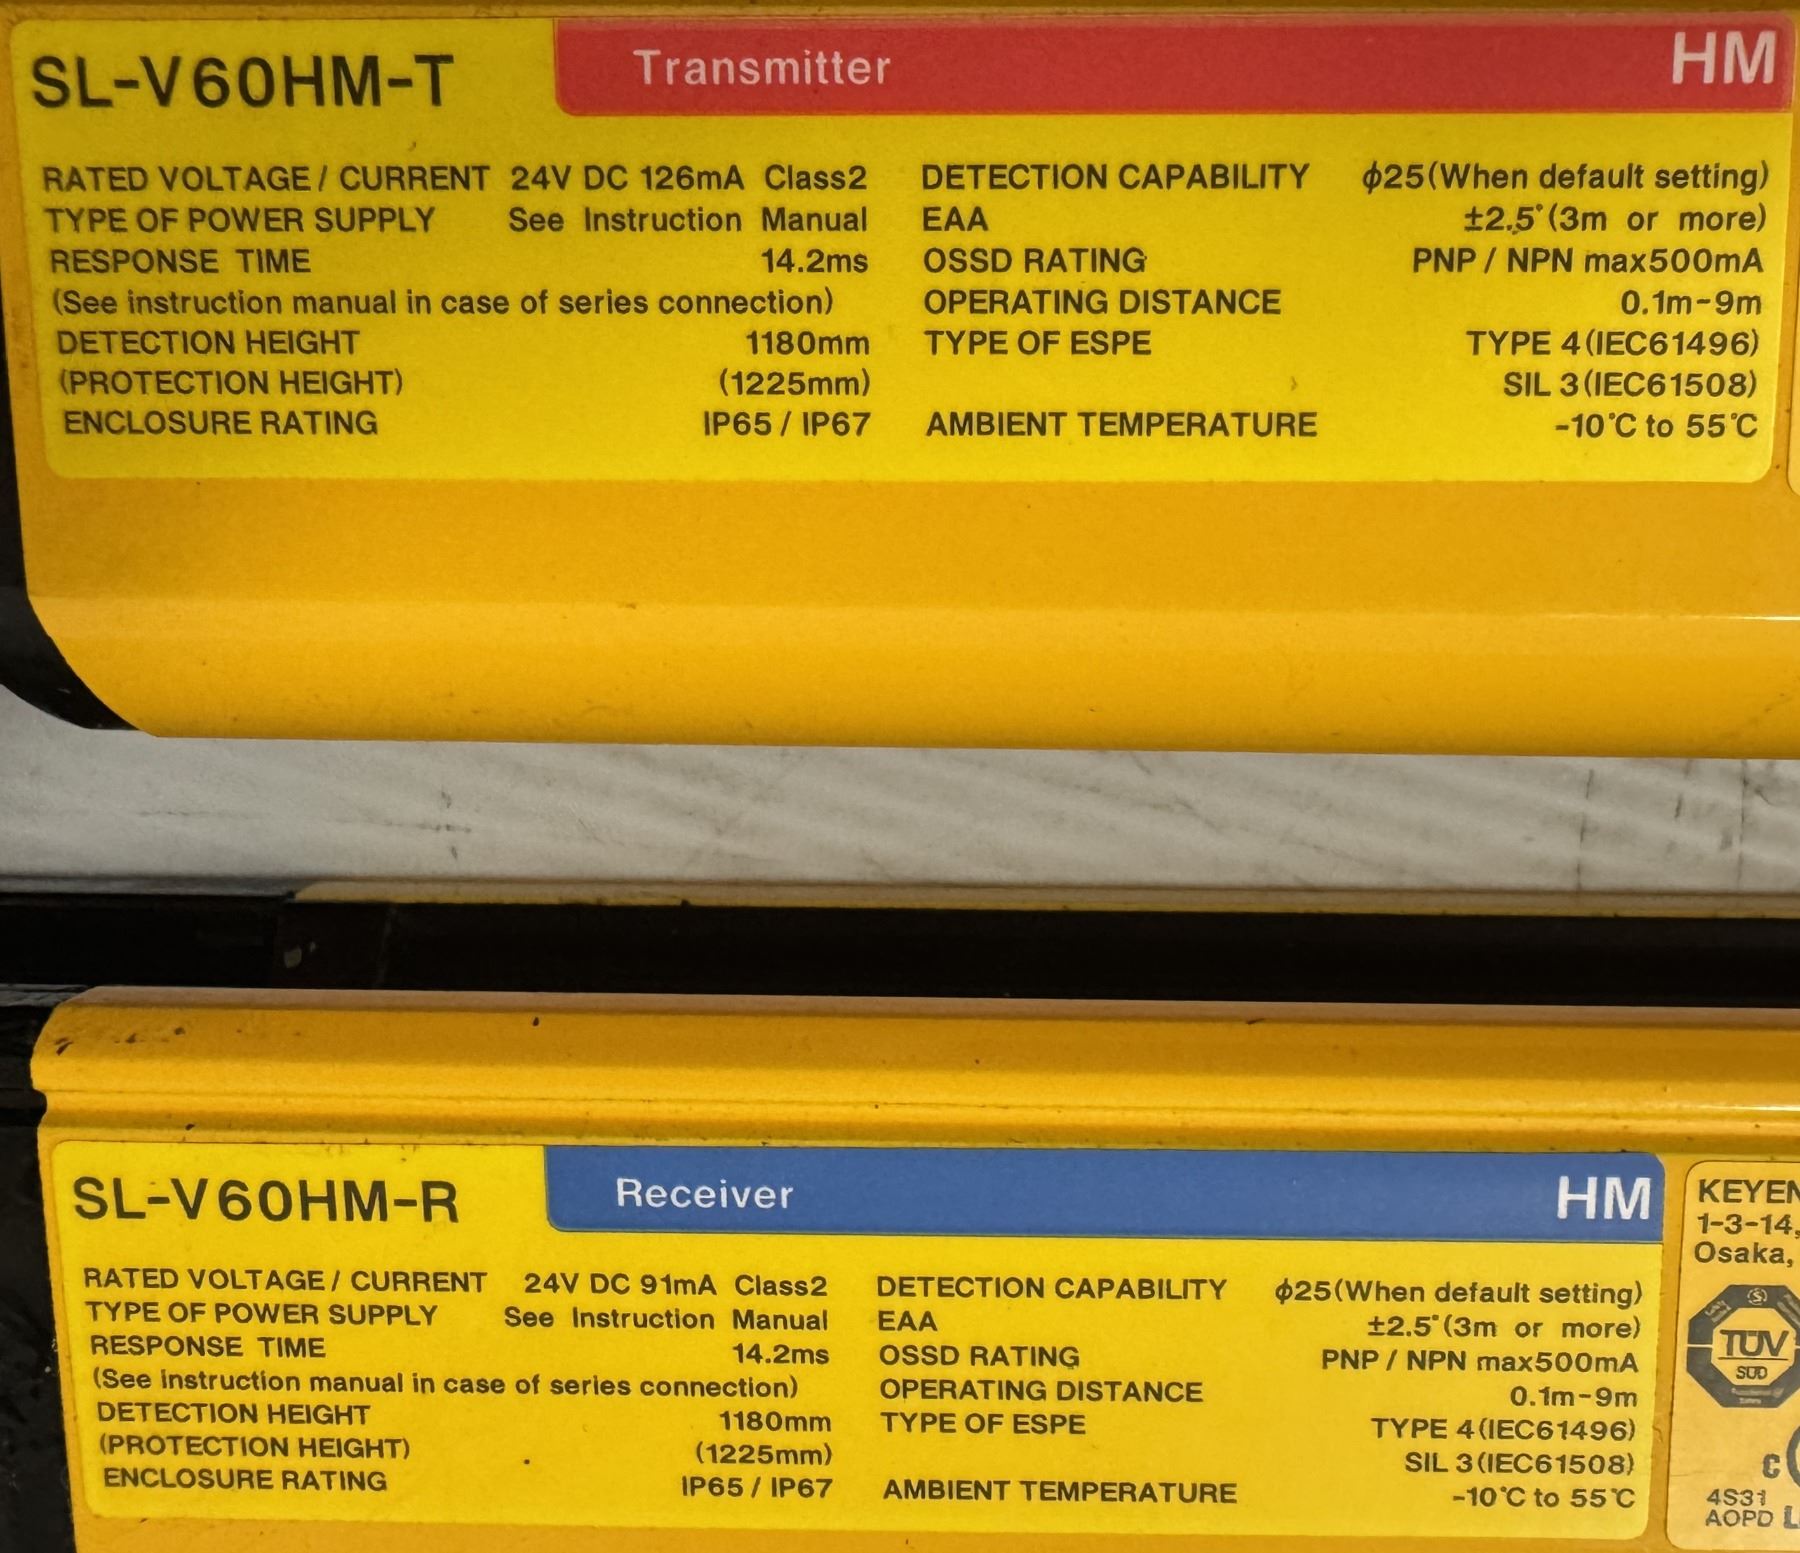 SL-V60HM-T
Transmitter
HM
RATED VOLTAGE / CURRENT 24V DC 126mA Class2
TYPE OF POWER SUPPLY See Instruction Manual
RESPONSE TIME 14.2ms
(See instruction manual in case of series connection)
DETECTION HEIGHT 1180mm
(PROTECTION HEIGHT) (1225mm)
ENCLOSURE RATING IP65 / IP67
DETECTION CAPABILITY ϕ25(When default setting)
EAA ±2.5°(3m or more)
OSSD RATING PNP / NPN max500mA
OPERATING DISTANCE 0.1m~9m
TYPE OF ESPE TYPE 4(IEC61496)
SIL 3(IEC61508)
AMBIENT TEMPERATURE -10°C to 55°C
SL-V60HM-R
Receiver
HM
RATED VOLTAGE / CURRENT 24V DC 91mA Class2
TYPE OF POWER SUPPLY See Instruction Manual
RESPONSE TIME 14.2ms
(See instruction manual in case of series connection)
DETECTION HEIGHT 1180mm
(PROTECTION HEIGHT) (1225mm)
ENCLOSURE RATING IP65 / IP67
DETECTION CAPABILITY ϕ25(When default setting)
EAA ±2.5°(3m or more)
OSSD RATING PNP / NPN max500mA
OPERATING DISTANCE 0.1m~9m
TYPE OF ESPE TYPE 4(IEC61496)
SIL 3(IEC61508)
AMBIENT TEMPERATURE -10°C to 55°C
KEYEN
1-3-14,
Osaka,
TÜV
SÜD
C
4S31
AOPD L